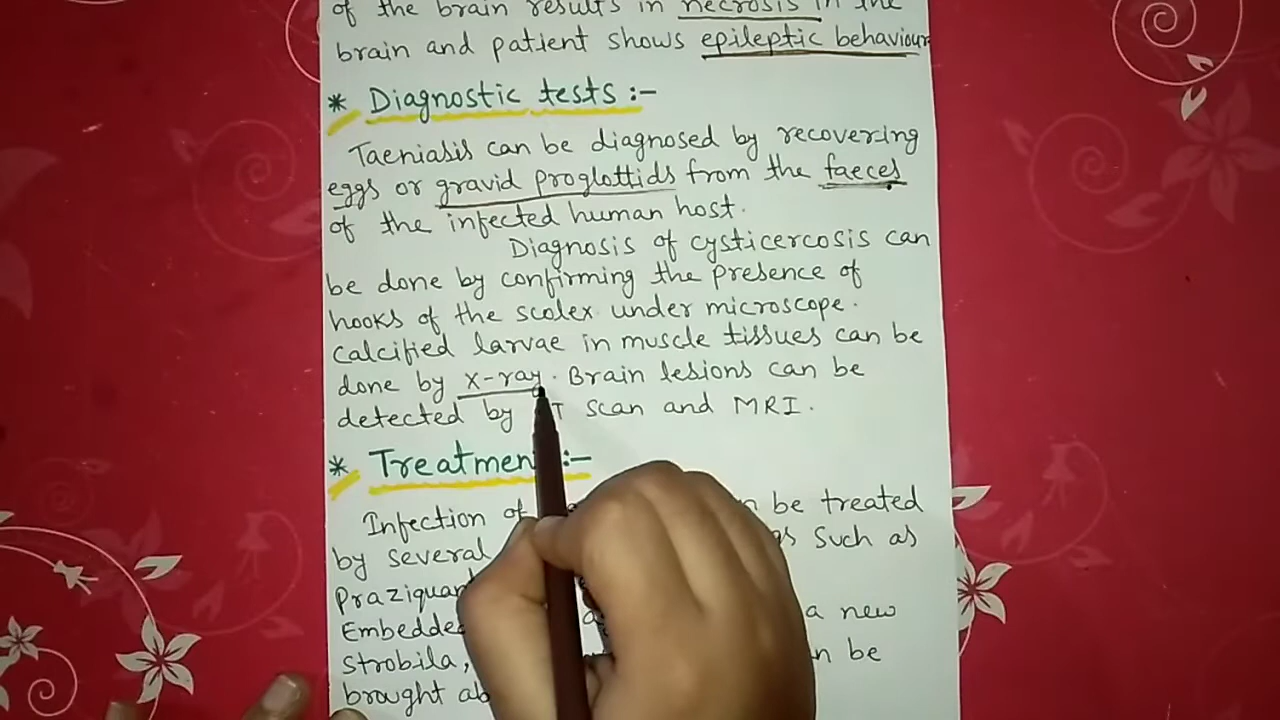 of the brain results in necrosis in the
brain and patient shows epileptic behaviour
* Diagnostic tests :-
Taeniasis can be diagnosed by recovering
eggs or gravid proglottids from the faeces
of the infected human host.
Diagnosis of cysticercosis can
be done by confirming the presence of
hooks of the scolex under microscope.
Calcified larvae in muscle tissues can be
done by X-ray. Brain lesions can be
detected by scan and MRI.
* Treatment :-
Infection of be treated
by several such as
Embedded a new
strobila, be
brought